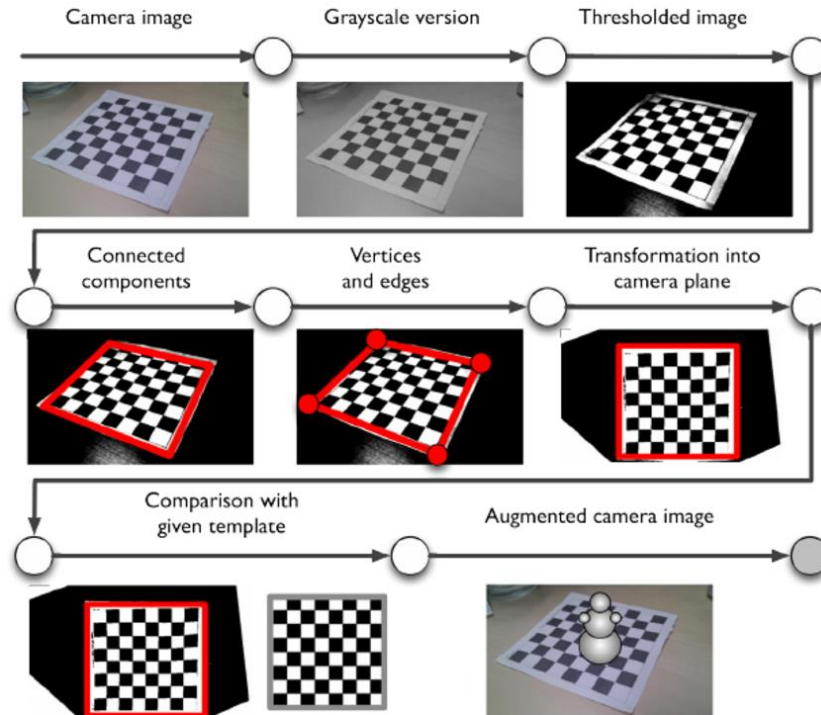 Camera image
Grayscale version
Thresholded image
Connected
components
Vertices
and edges
Transformation into
camera plane
Comparison with
given template
Augmented camera image